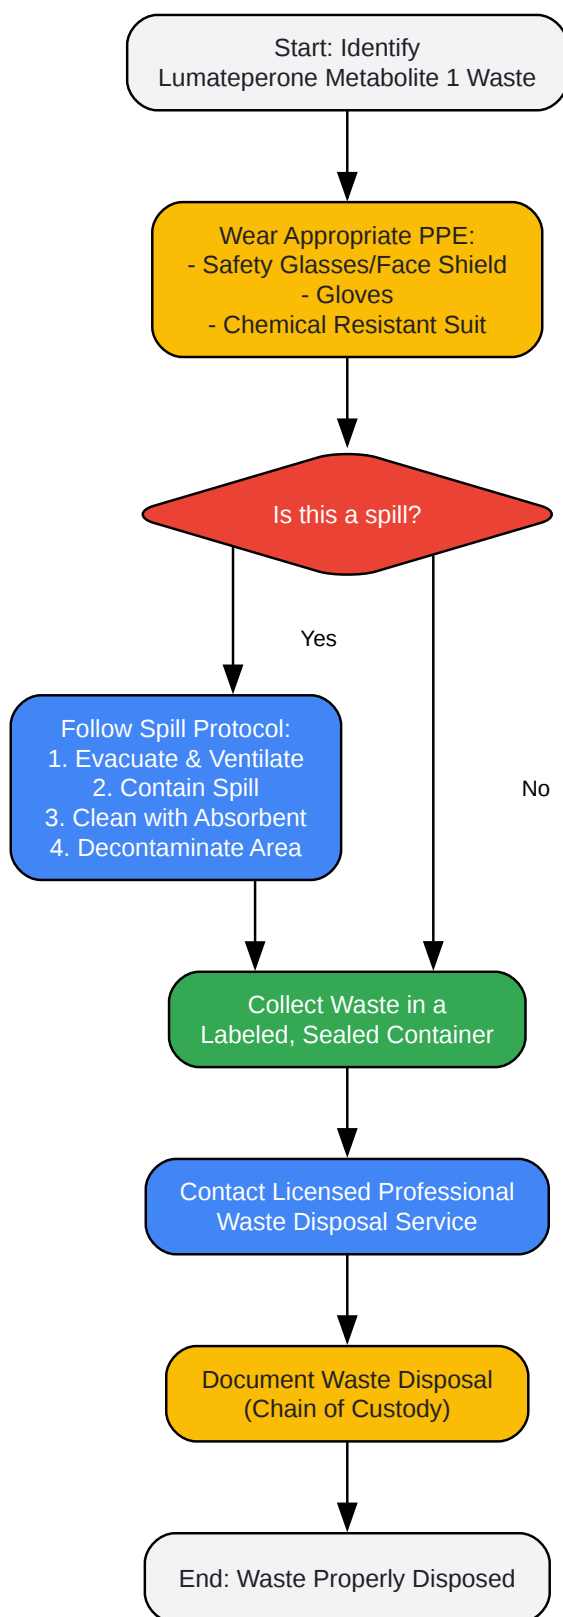 Start: Identify
Lumateperone Metabolite 1 Waste
Wear Appropriate PPE:
- Safety Glasses/Face Shield
- Gloves
- Chemical Resistant Suit
Is this a spill?
Yes
Follow Spill Protocol:
1. Evacuate & Ventilate
2. Contain Spill
3. Clean with Absorbent
4. Decontaminate Area
No
Collect Waste in a
Labeled, Sealed Container
Contact Licensed Professional
Waste Disposal Service
Document Waste Disposal
(Chain of Custody)
End: Waste Properly Disposed